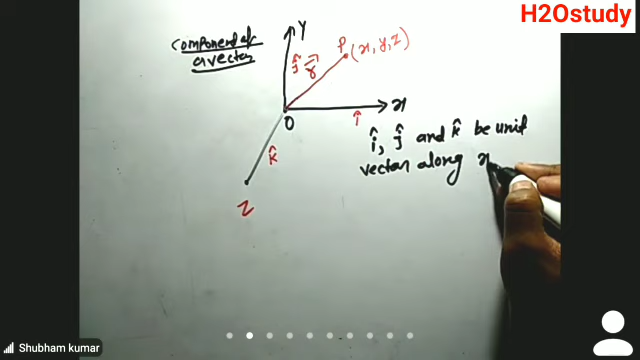 H2Ostudy
Component of
a vector
Y
P (x, y, z)
ĵ
r⃗
O
x
î
k̂
Z
î, ĵ and k̂ be unit
vector along x
Shubham kumar